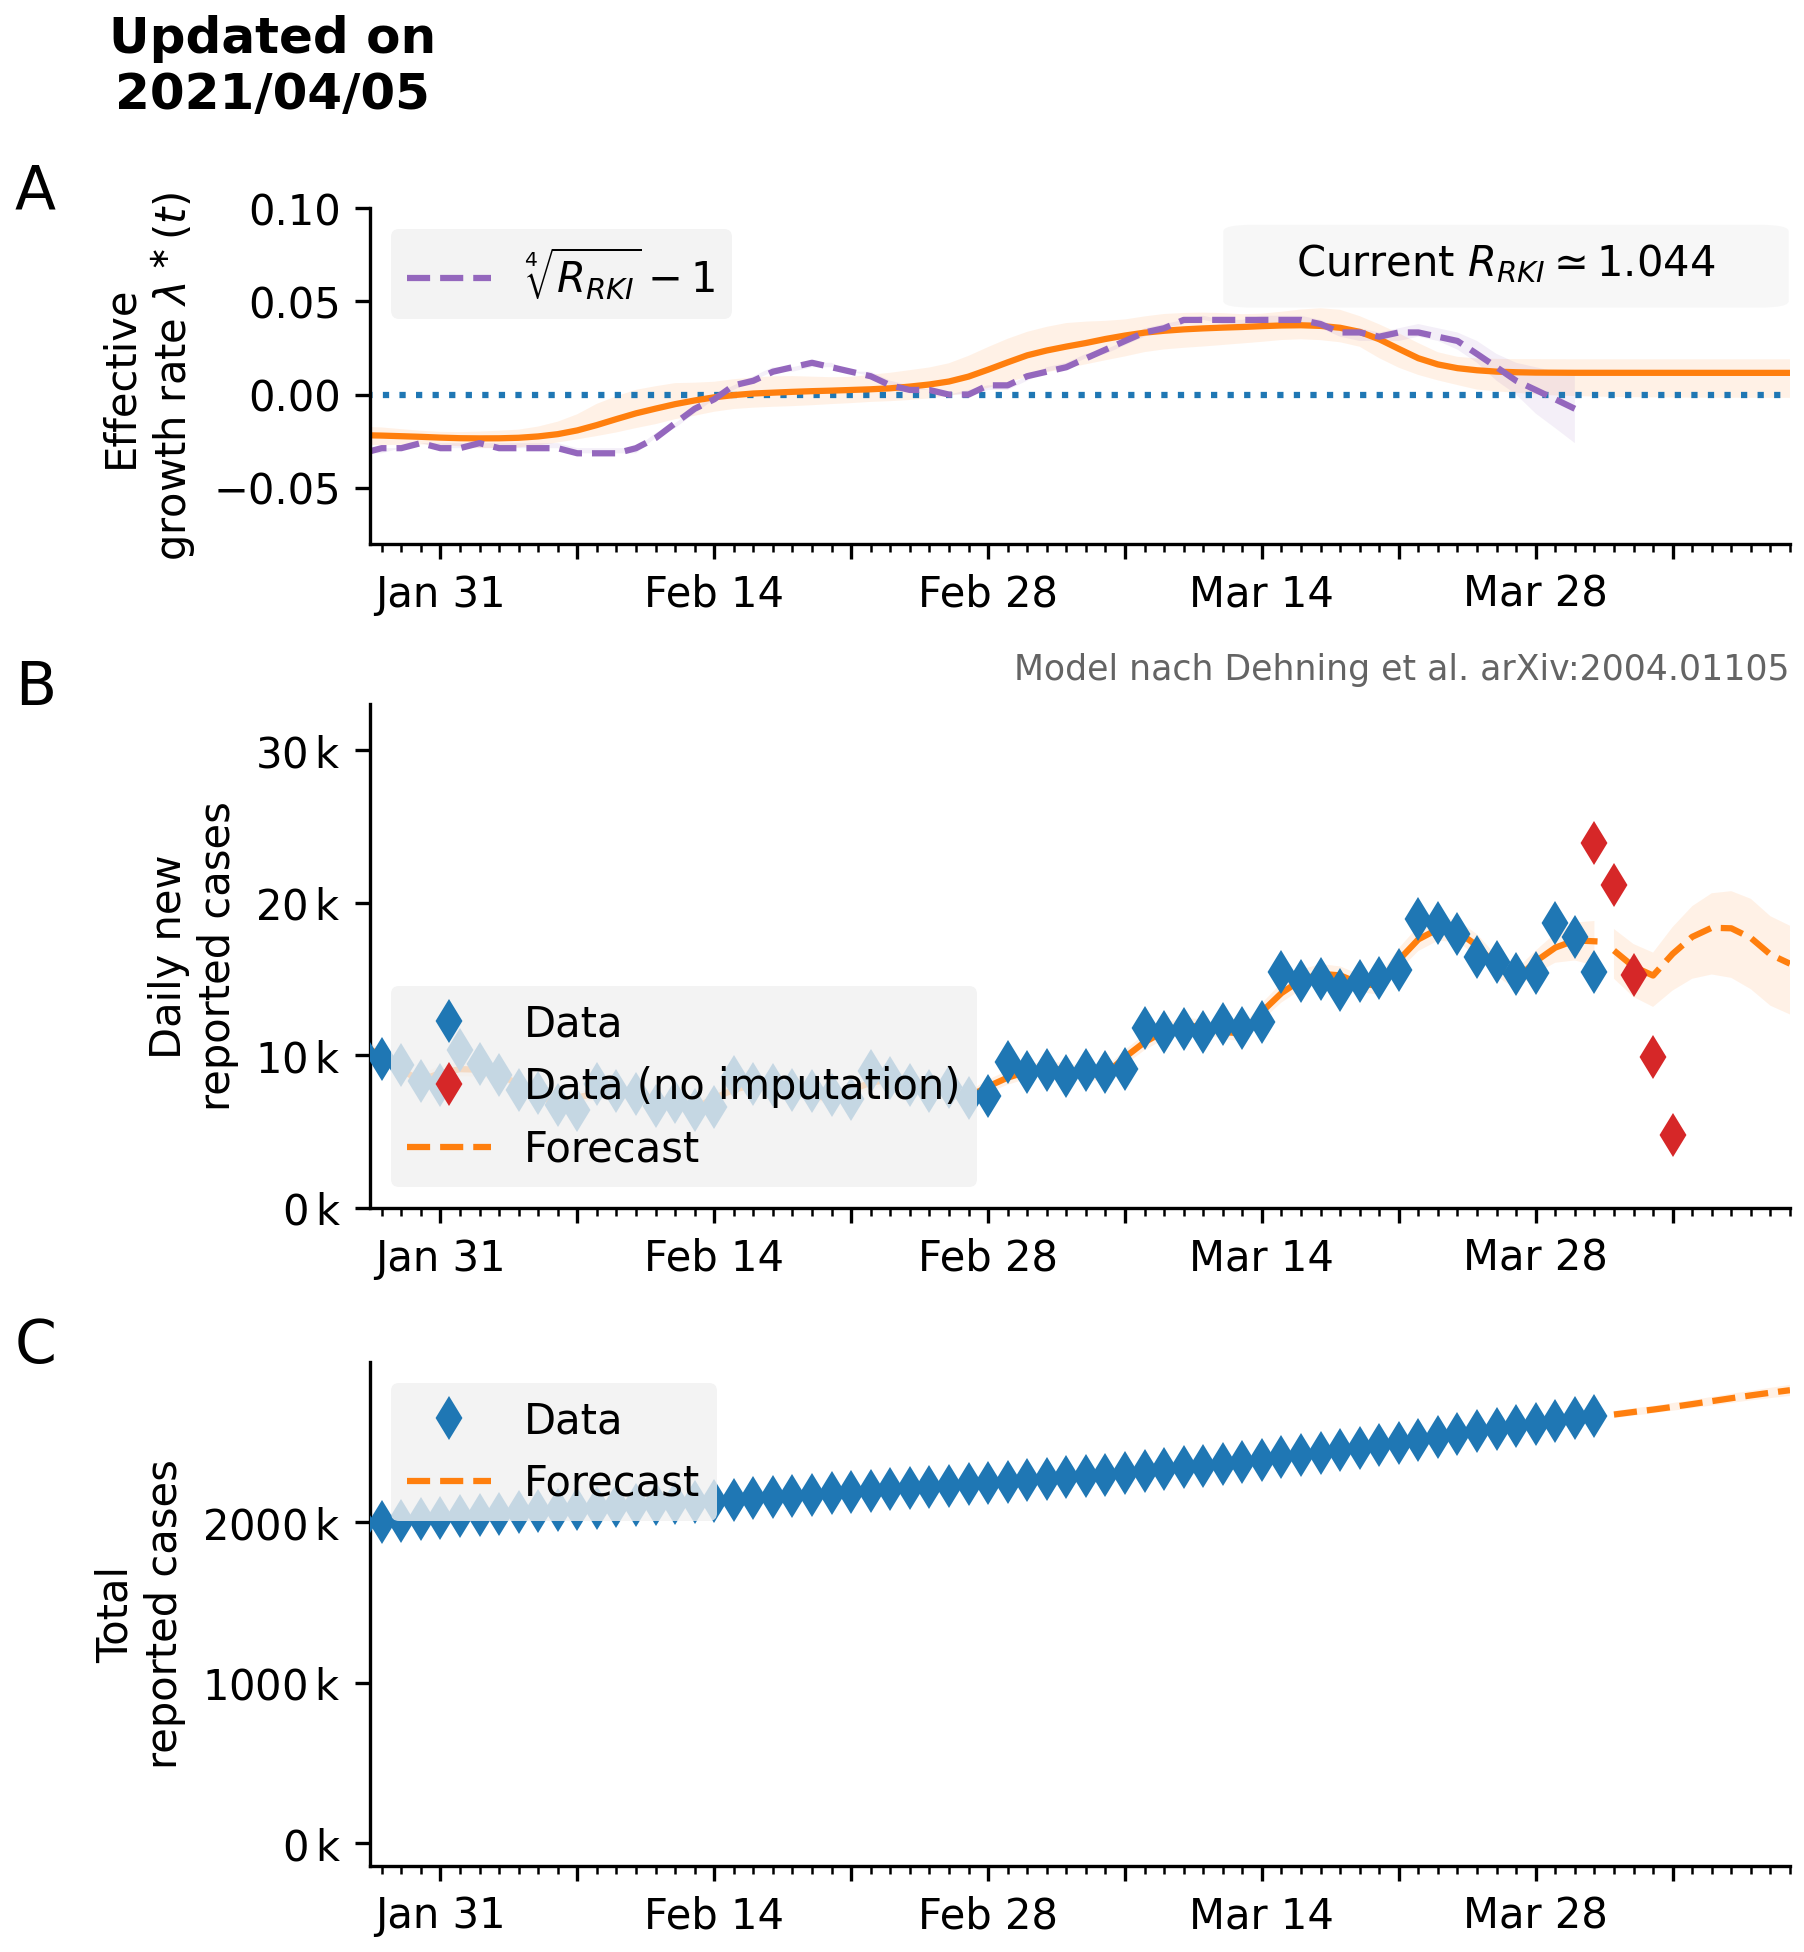 Updated on
2021/04/05
A
Effective
growth rate λ*(t)
0.10
0.05
0.00
−0.05
∜R_RKI − 1
Current R_RKI ≃ 1.044
Jan 31 Feb 14 Feb 28 Mar 14 Mar 28
Model nach Dehning et al. arXiv:2004.01105
B
Daily new
reported cases
30 k
20 k
10 k
0 k
Data
Data (no imputation)
Forecast
Jan 31 Feb 14 Feb 28 Mar 14 Mar 28
C
Total
reported cases
2000 k
1000 k
0 k
Data
Forecast
Jan 31 Feb 14 Feb 28 Mar 14 Mar 28